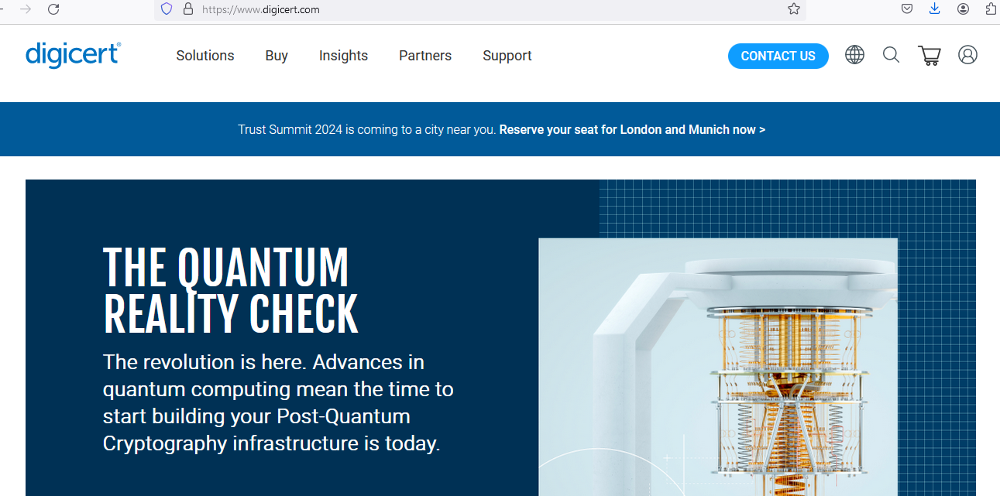 https://www.digicert.com
digicert®
Solutions
Buy
Insights
Partners
Support
CONTACT US
Trust Summit 2024 is coming to a city near you. Reserve your seat for London and Munich now >
THE QUANTUM
REALITY CHECK
The revolution is here. Advances in
quantum computing mean the time to
start building your Post-Quantum
Cryptography infrastructure is today.